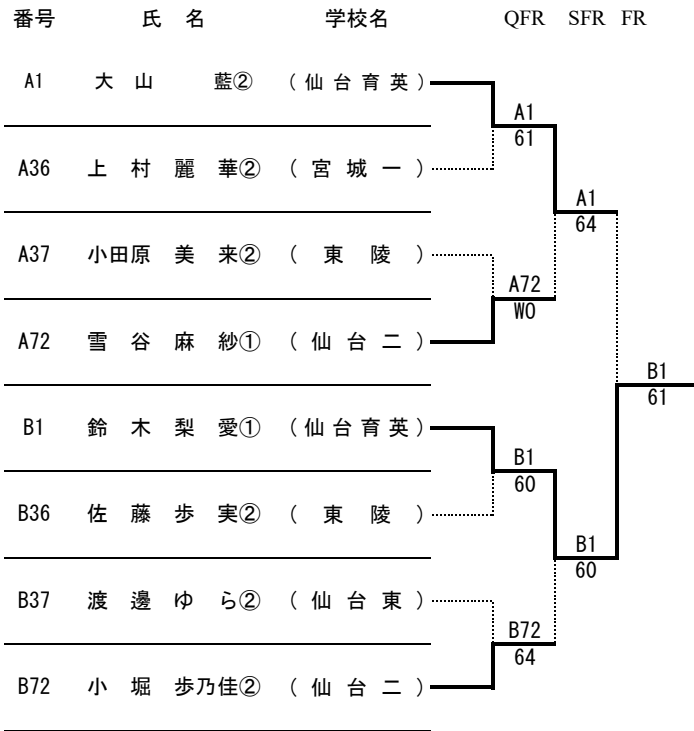 番号 氏 名 学校名 QFR SFR FR
A1 大 山 藍② (仙台育英)
A1
61
A36 上 村 麗 華② (宮城一)
A1
64
A37 小田原 美 来② (東陵)
A72
WO
A72 雪 谷 麻 紗① (仙台二)
B1
61
B1 鈴 木 梨 愛① (仙台育英)
B1
60
B36 佐 藤 歩 実② (東陵)
B1
60
B37 渡 邊 ゆ ら② (仙台東)
B72
64
B72 小 堀 歩乃佳② (仙台二)